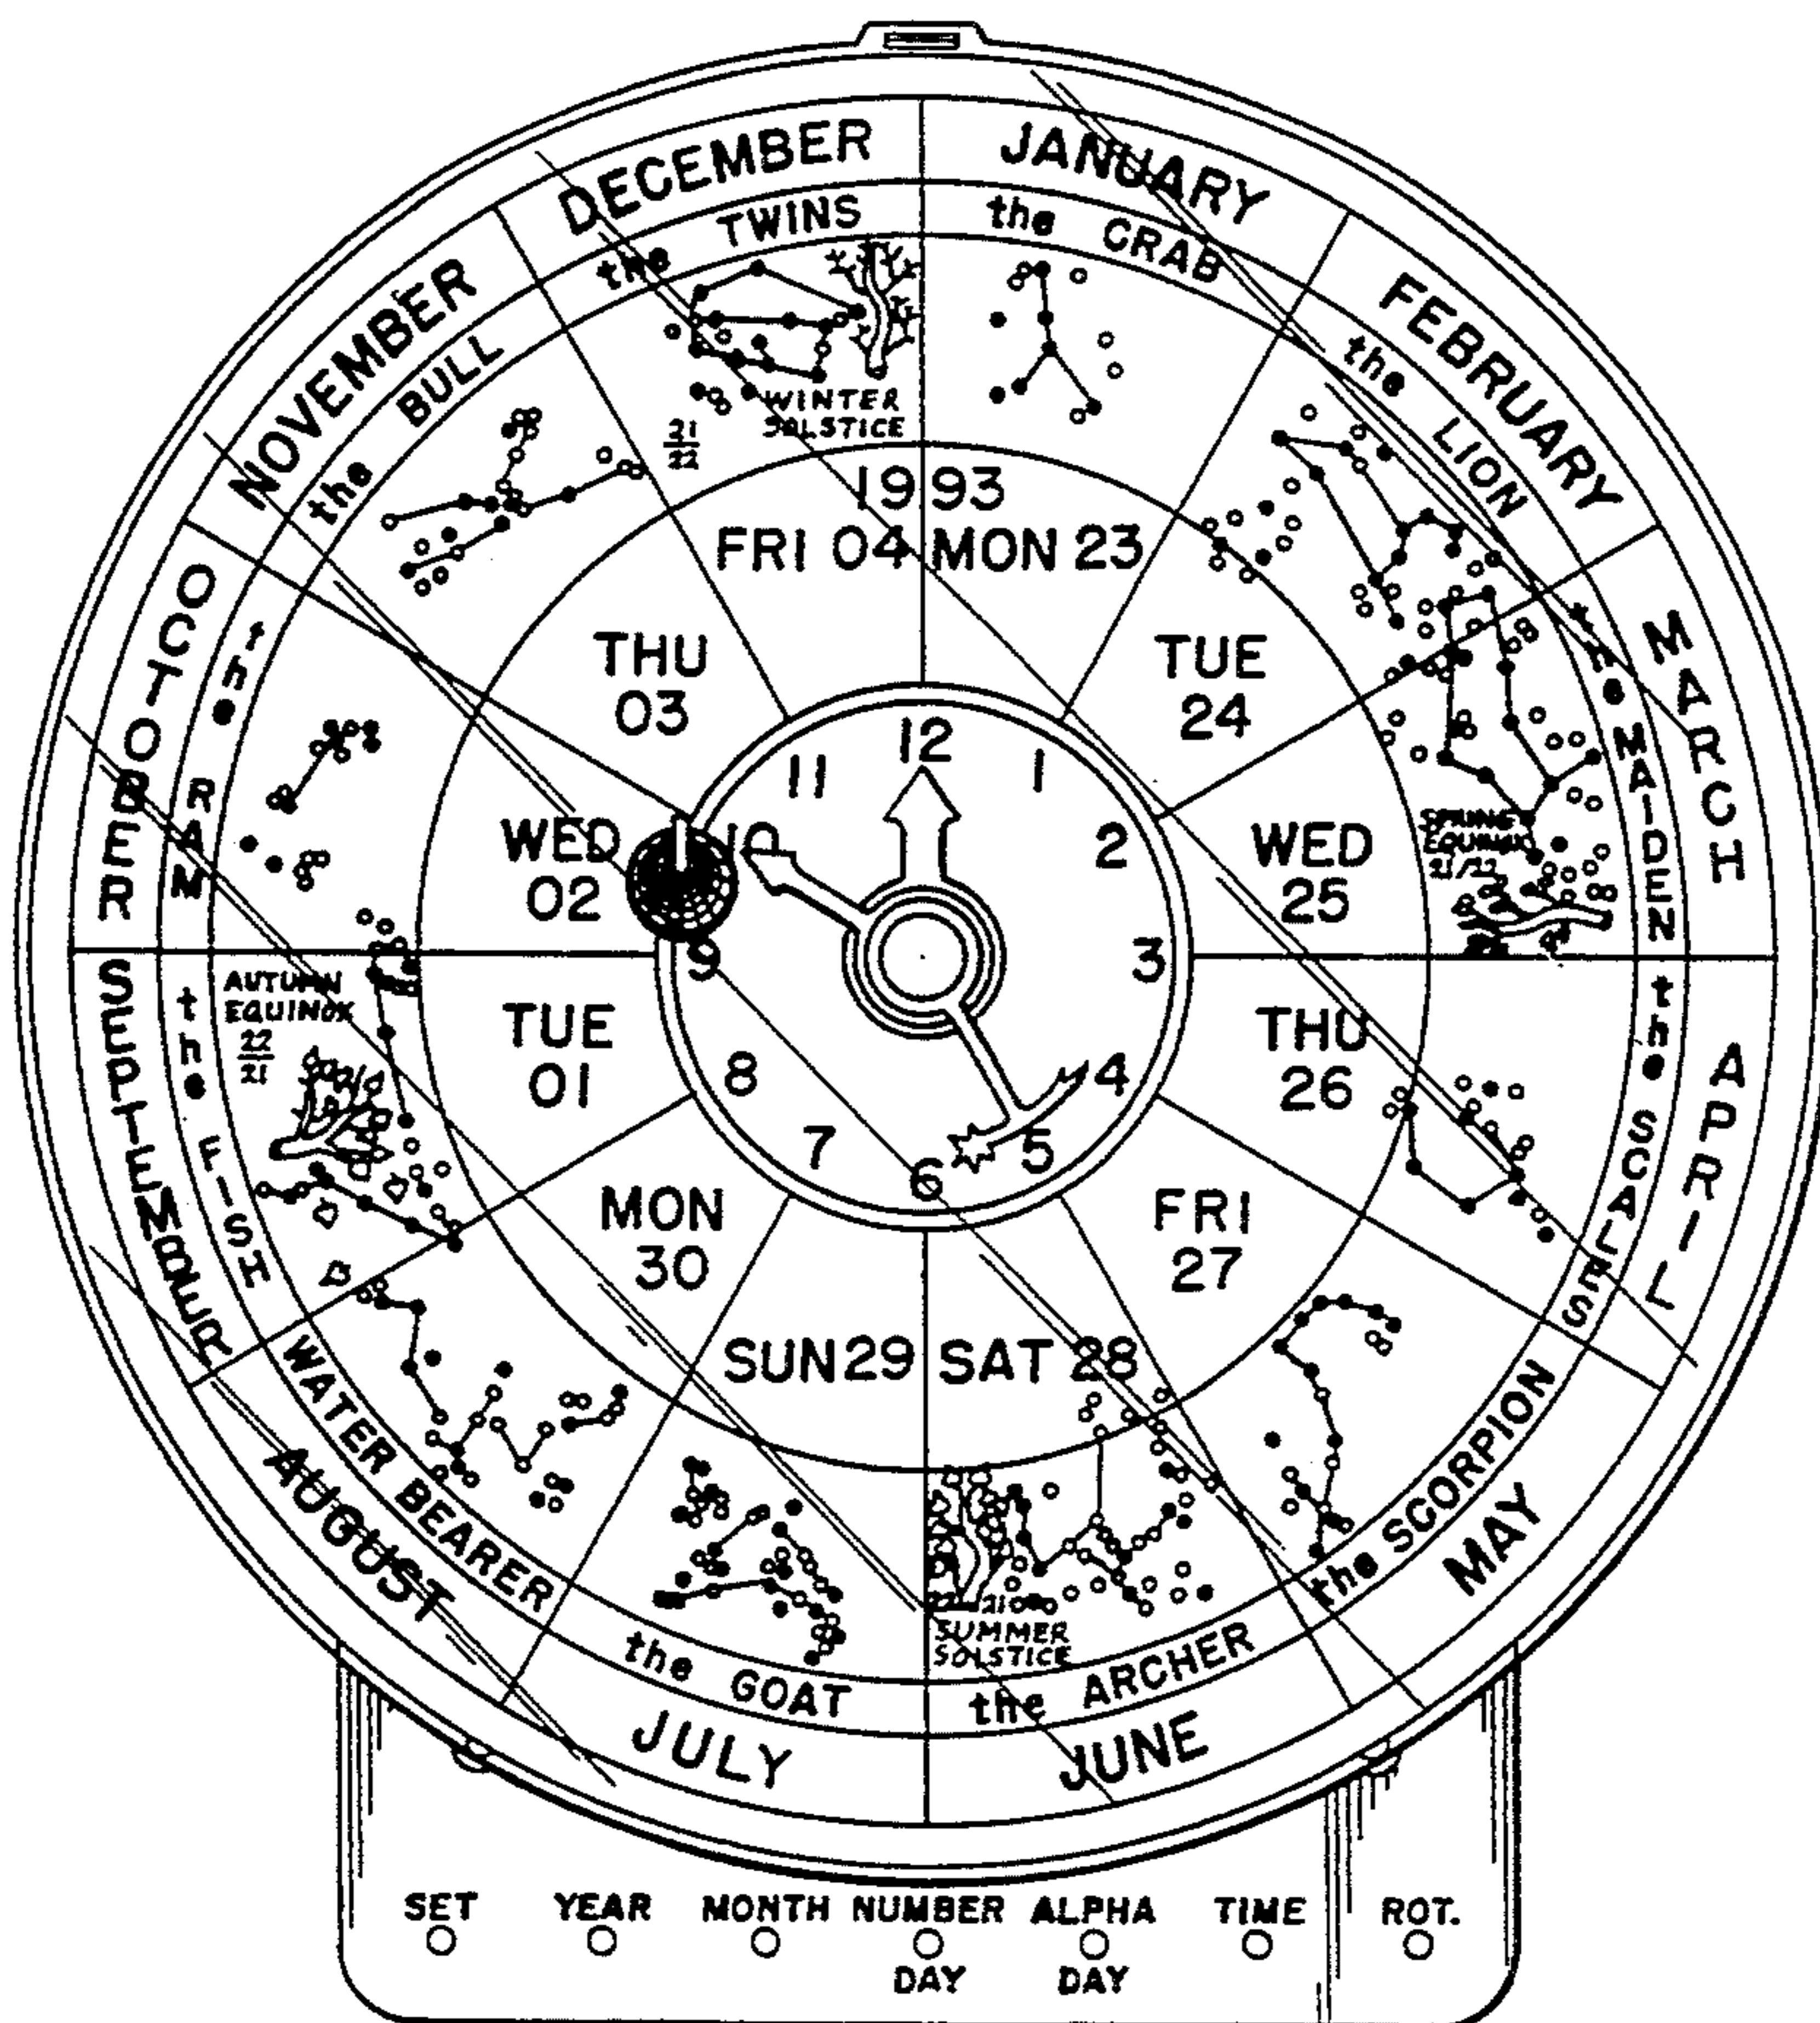 DECEMBER
JANUARY
FEBRUARY
MARCH
APRIL
MAY
JUNE
JULY
AUGUST
SEPTEMBER
OCTOBER
NOVEMBER
the TWINS
the CRAB
the LION
the MAIDEN
the SCALES
the SCORPION
the ARCHER
the GOAT
WATER BEARER
the FISH
the RAM
the BULL
WINTER
SOLSTICE
21
22
SPRING
EQUINOX
21/22
22 21
SUMMER
SOLSTICE
AUTUMN
EQUINOX
22
21
1993
FRI 04
MON 23
TUE
24
WED
25
THU
26
FRI
27
SAT 28
SUN 29
MON
30
TUE
01
WED
02
THU
03
12
1
2
3
4
5
6
7
8
9
10
11
SET YEAR MONTH NUMBER ALPHA TIME ROT.
DAY DAY